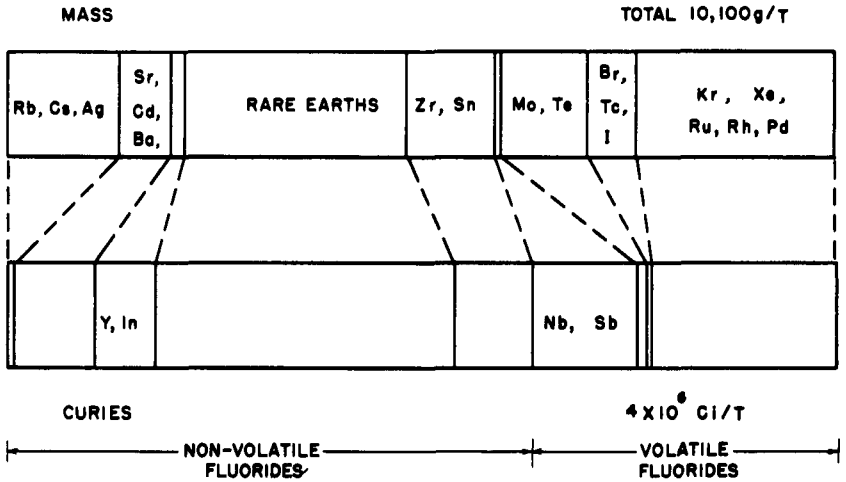 MASS
TOTAL 10,100g/T
Rb, Cs, Ag
Sr,
Cd,
Ba,
RARE EARTHS
Zr, Sn
Mo, Te
Br,
Tc,
I
Kr, Xe,
Ru, Rh, Pd
Y, In
Nb, Sb
CURIES
4 X 10⁶ Ci/T
NON-VOLATILE
FLUORIDES
VOLATILE
FLUORIDES